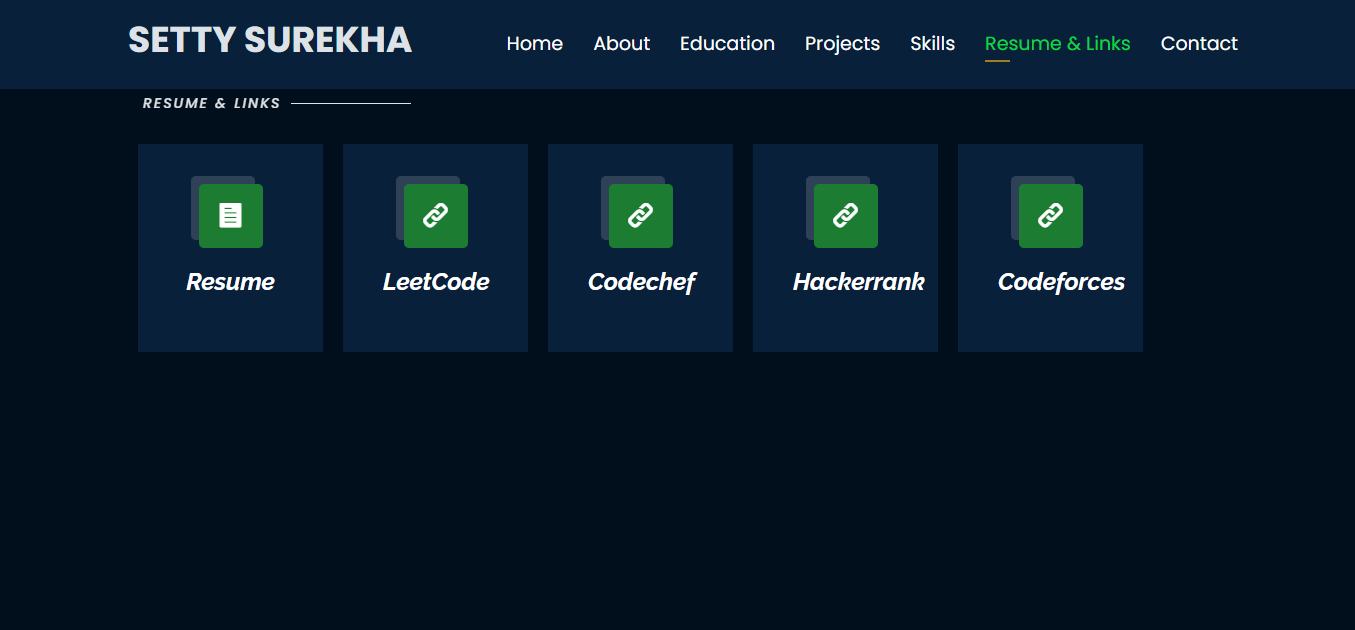 SETTY SUREKHA
Home About Education Projects Skills Resume & Links Contact
RESUME & LINKS
Resume
LeetCode
Codechef
Hackerrank
Codeforces